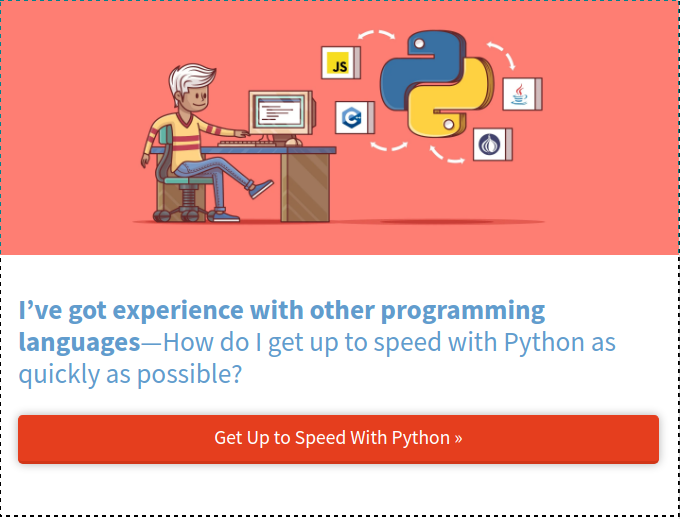 JS
C++
I’ve got experience with other programming
languages—How do I get up to speed with Python as
quickly as possible?
Get Up to Speed With Python »